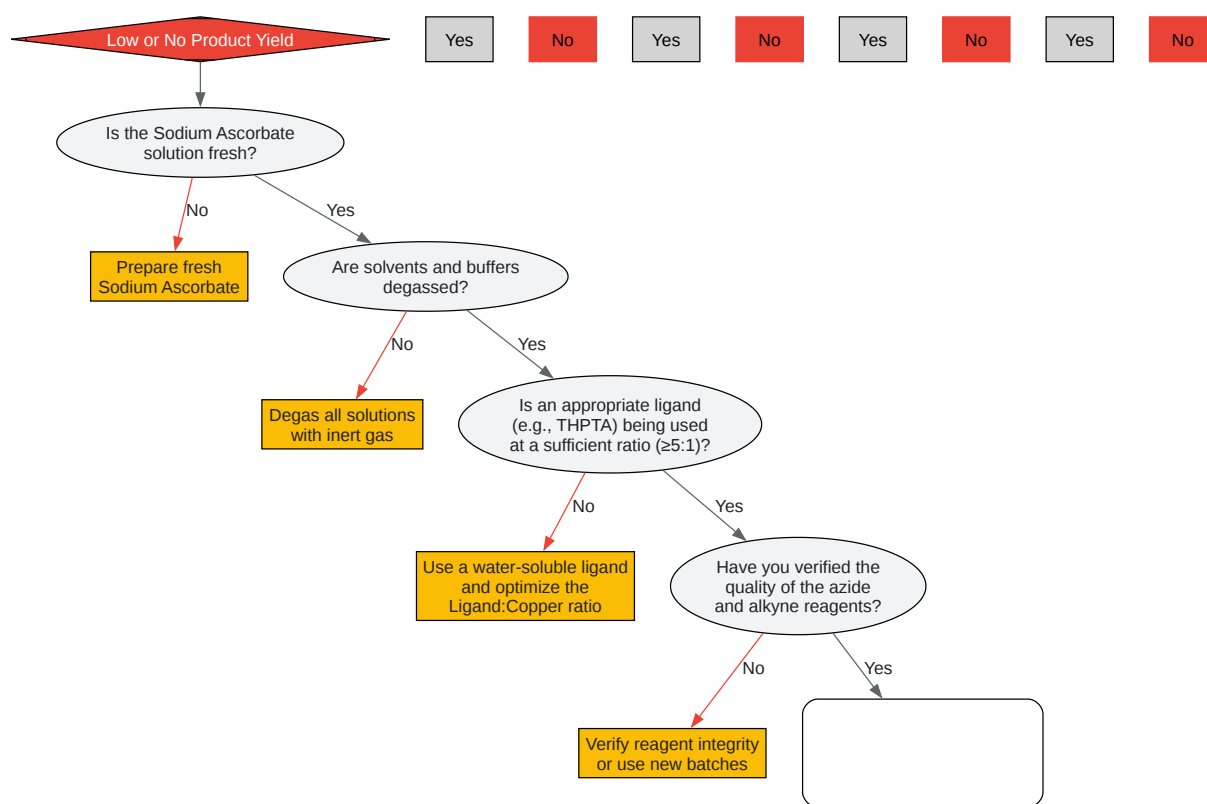 Low or No Product Yield
Yes
No
Yes
No
Yes
No
Yes
No
Is the Sodium Ascorbate
solution fresh?
No
Yes
Prepare fresh
Sodium Ascorbate
Are solvents and buffers
degassed?
No
Yes
Degas all solutions
with inert gas
Is an appropriate ligand
(e.g., THPTA) being used
at a sufficient ratio (≥5:1)?
No
Yes
Use a water-soluble ligand
and optimize the
Ligand:Copper ratio
Have you verified the
quality of the azide
and alkyne reagents?
No
Yes
Verify reagent integrity
or use new batches